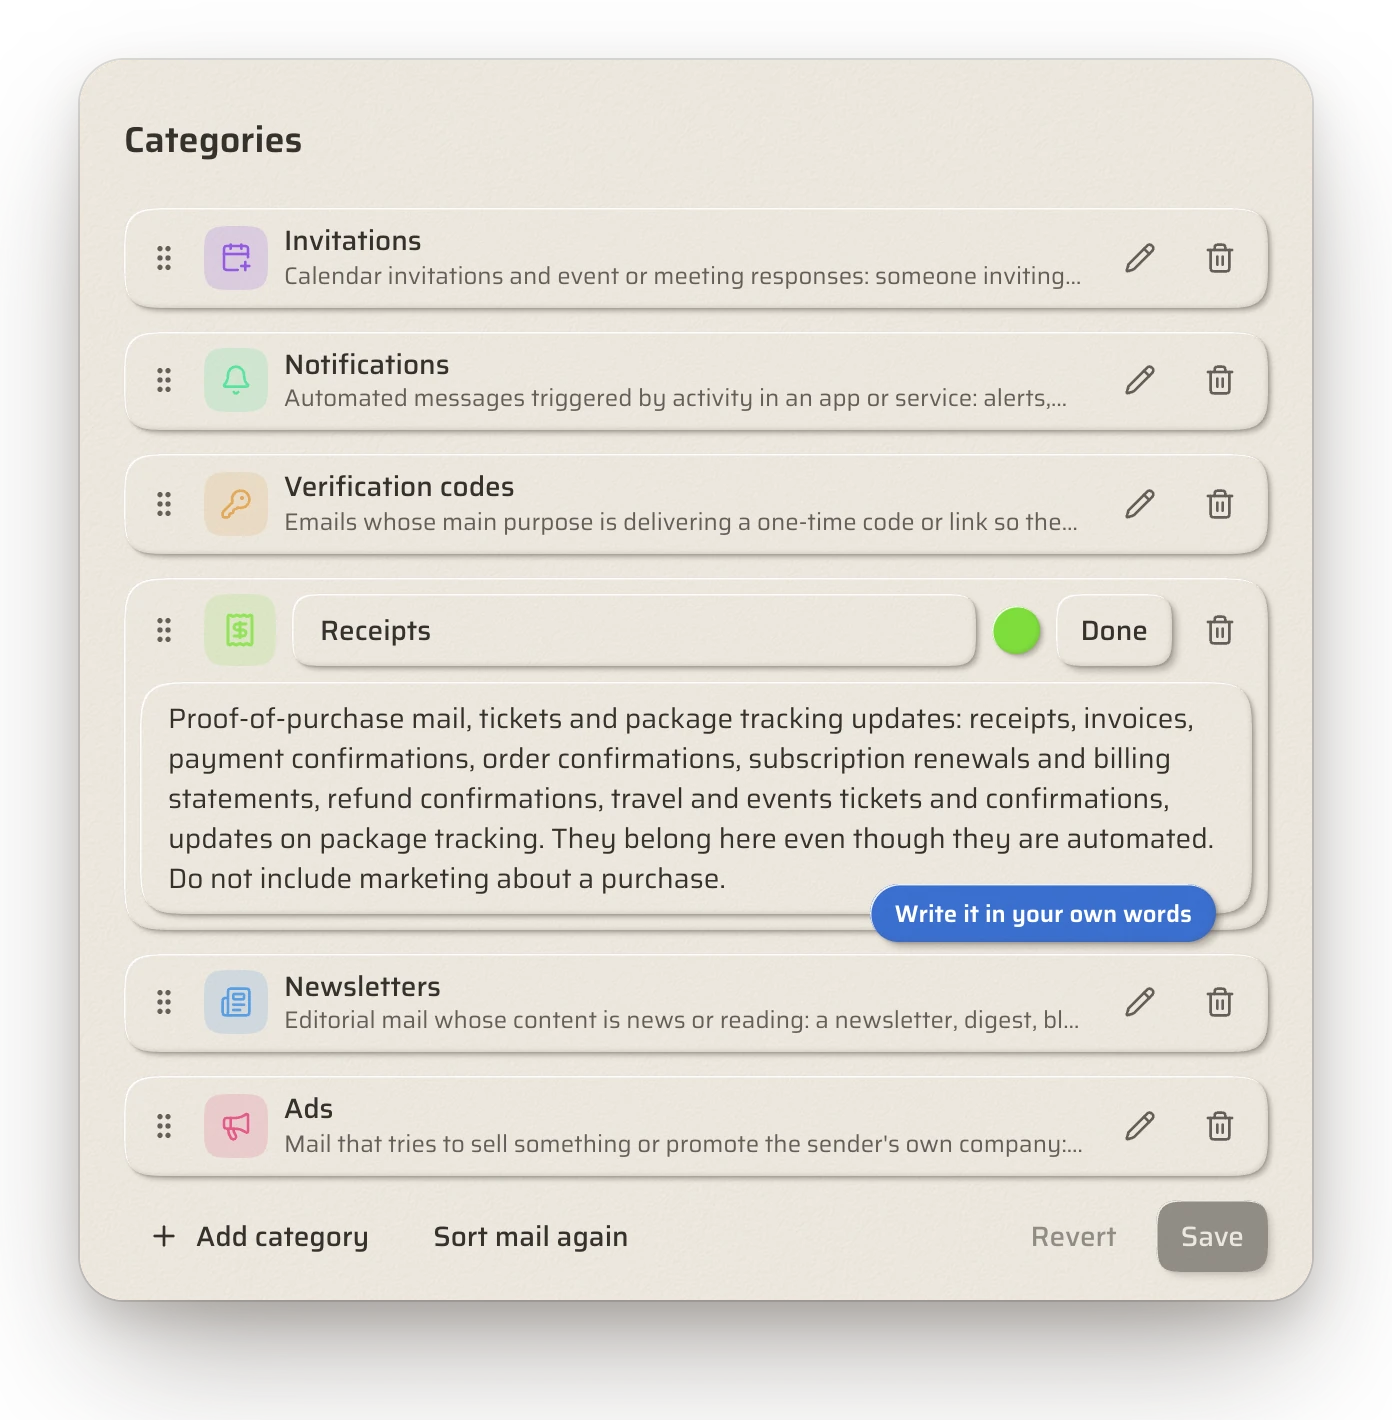 Categories
Invitations
Calendar invitations and event or meeting responses: someone inviting...
Notifications
Automated messages triggered by activity in an app or service: alerts,...
Verification codes
Emails whose main purpose is delivering a one-time code or link so the...
Receipts
Done
Proof-of-purchase mail, tickets and package tracking updates: receipts, invoices,
payment confirmations, order confirmations, subscription renewals and billing
statements, refund confirmations, travel and events tickets and confirmations,
updates on package tracking. They belong here even though they are automated.
Do not include marketing about a purchase.
Write it in your own words
Newsletters
Editorial mail whose content is news or reading: a newsletter, digest, bl...
Ads
Mail that tries to sell something or promote the sender's own company:...
Add category
Sort mail again
Revert
Save